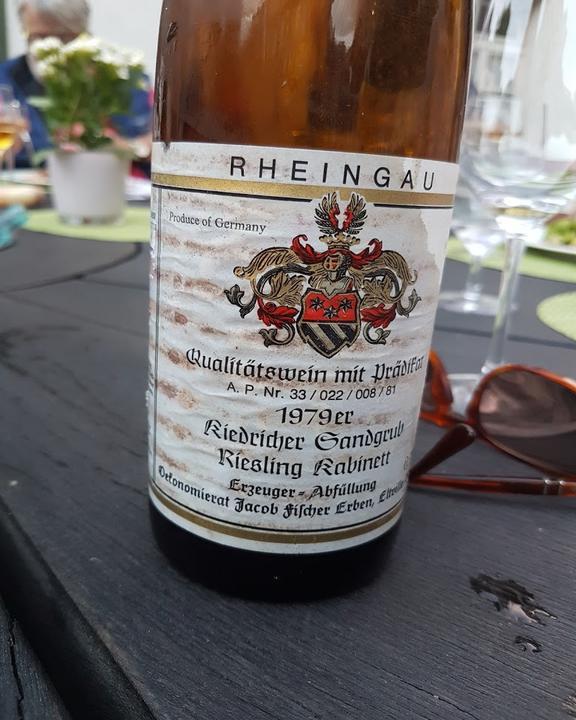 RHEINGAU
Produce of Germany
Qualitätswein mit
A. P. Nr. 33 / 022 / 008 / 81
1979er
Kiedricher Sandgrub
Riesling Kabinett
Erzeuger-Abfüllung
Oekonomierat Jacob Fischer Erben,